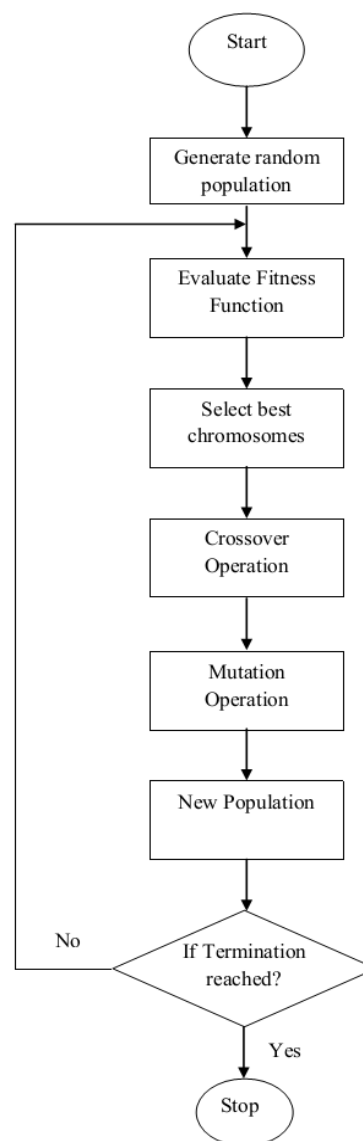 Start
Generate random
population
Evaluate Fitness
Function
Select best
chromosomes
Crossover
Operation
Mutation
Operation
New Population
If Termination
reached?
No
Yes
Stop